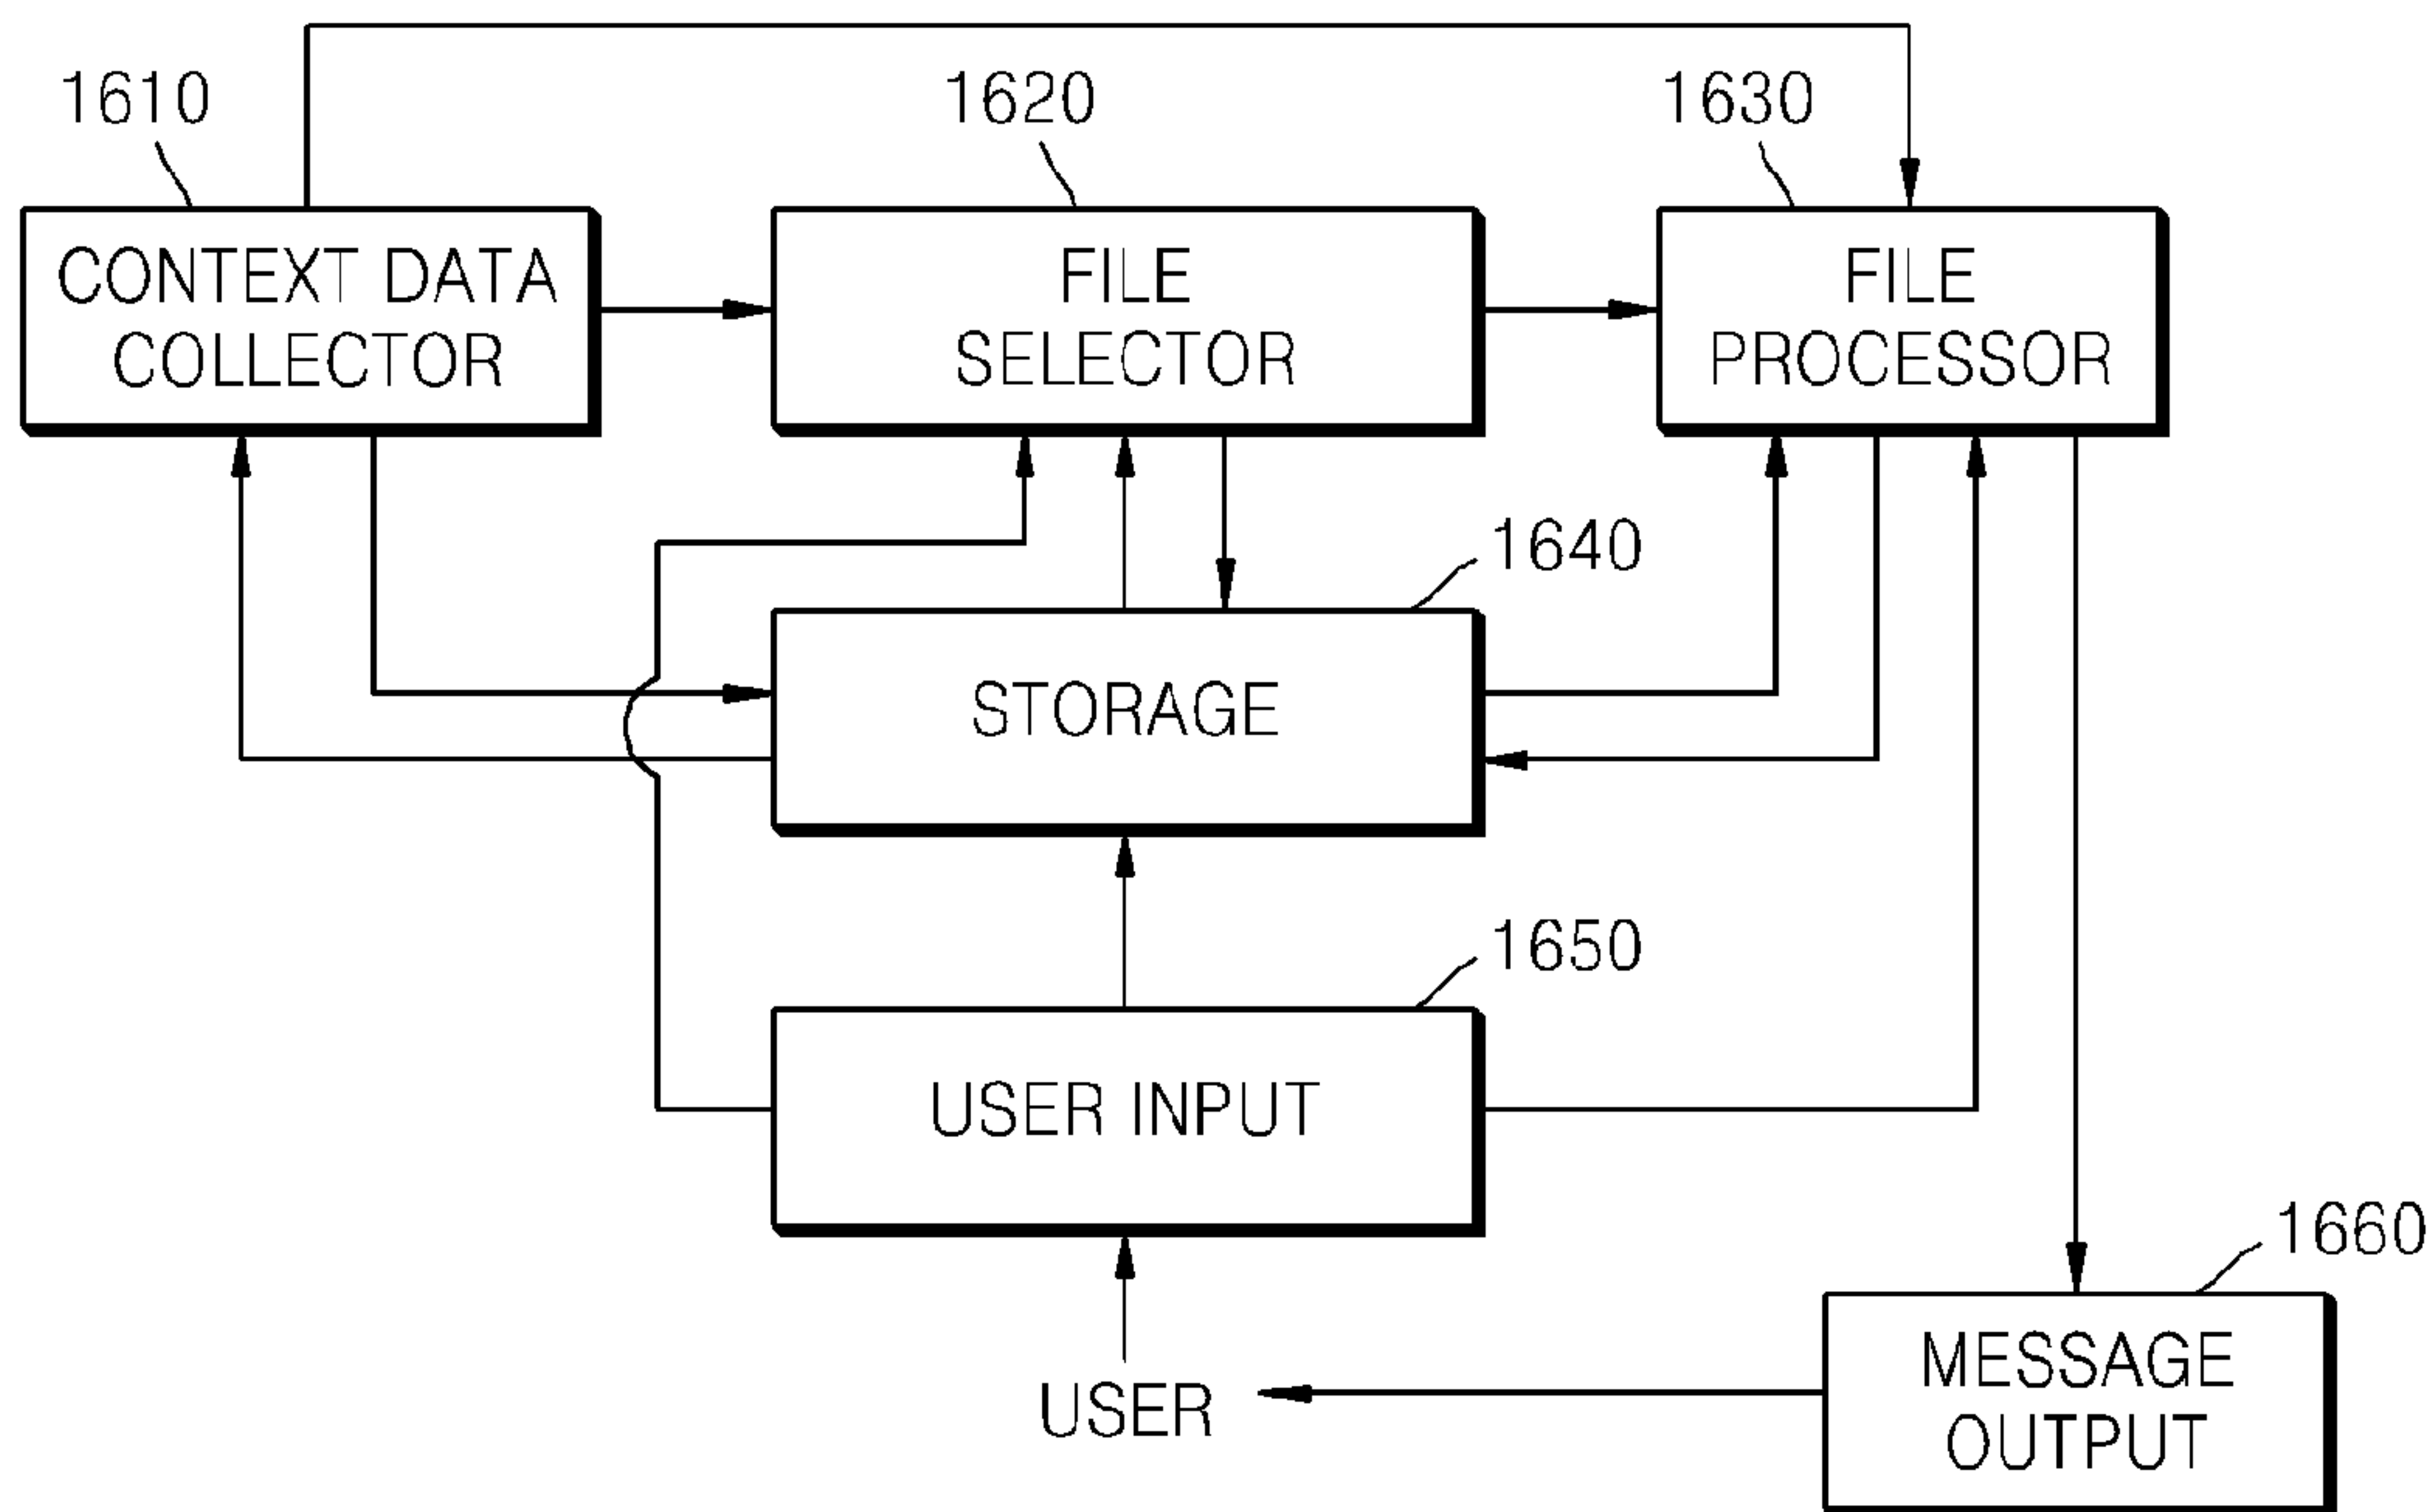 1610
1620
1630
CONTEXT DATA
COLLECTOR
FILE
SELECTOR
FILE
PROCESSOR
1640
STORAGE
1650
USER INPUT
1660
MESSAGE
OUTPUT
USER